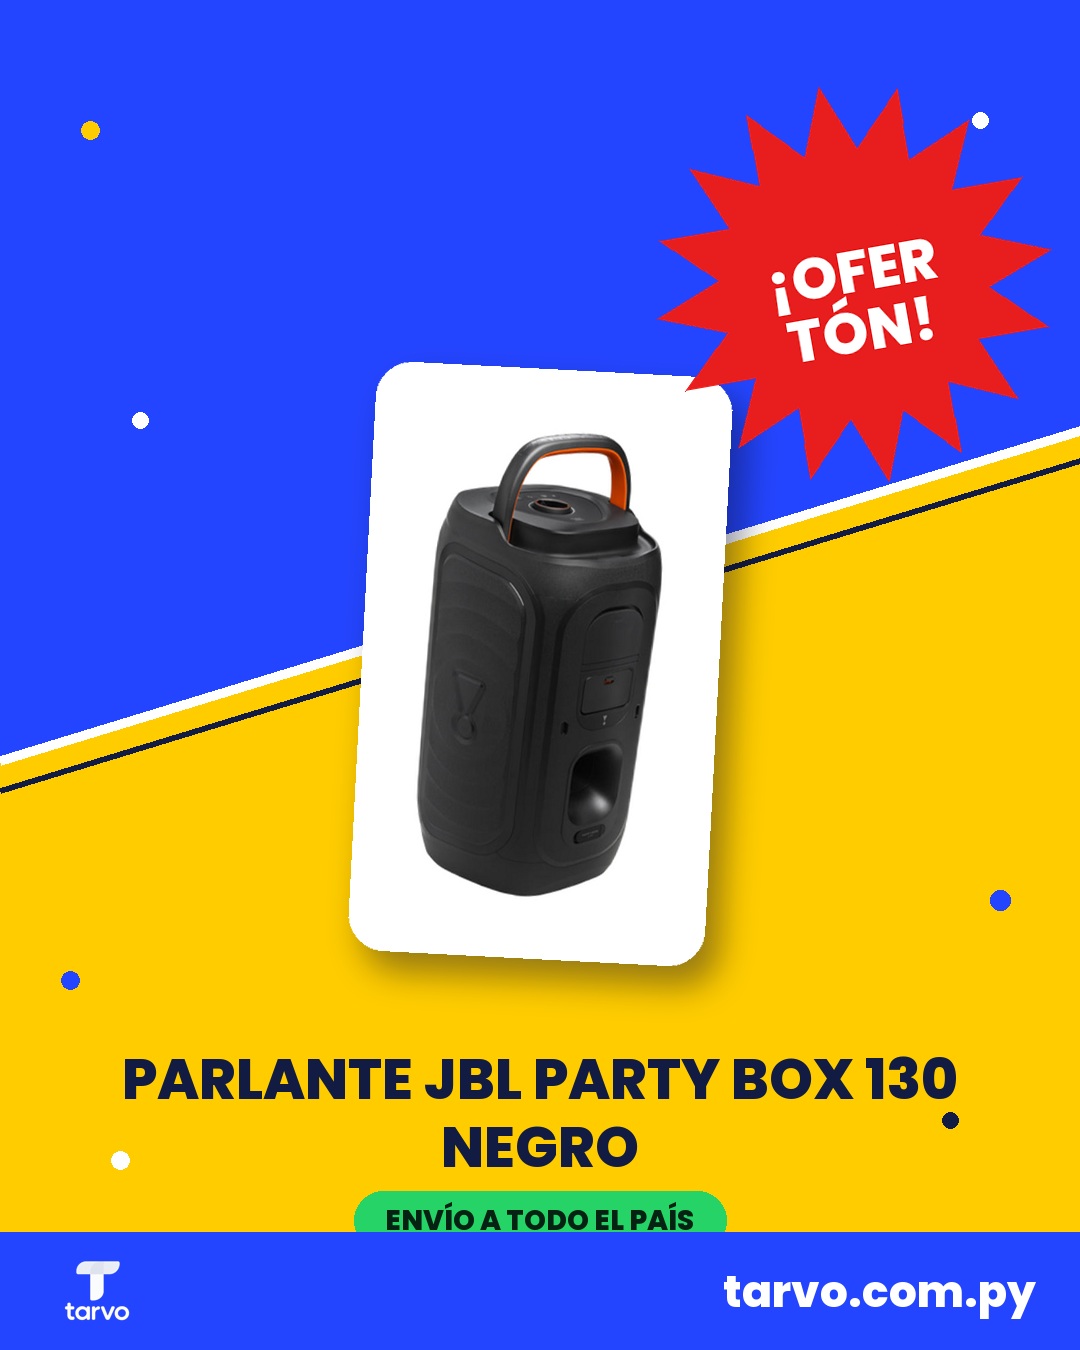 ¡OFER
TÓN!
PARLANTE JBL PARTY BOX 130
NEGRO
ENVÍO A TODO EL PAÍS
tarvo
tarvo.com.py